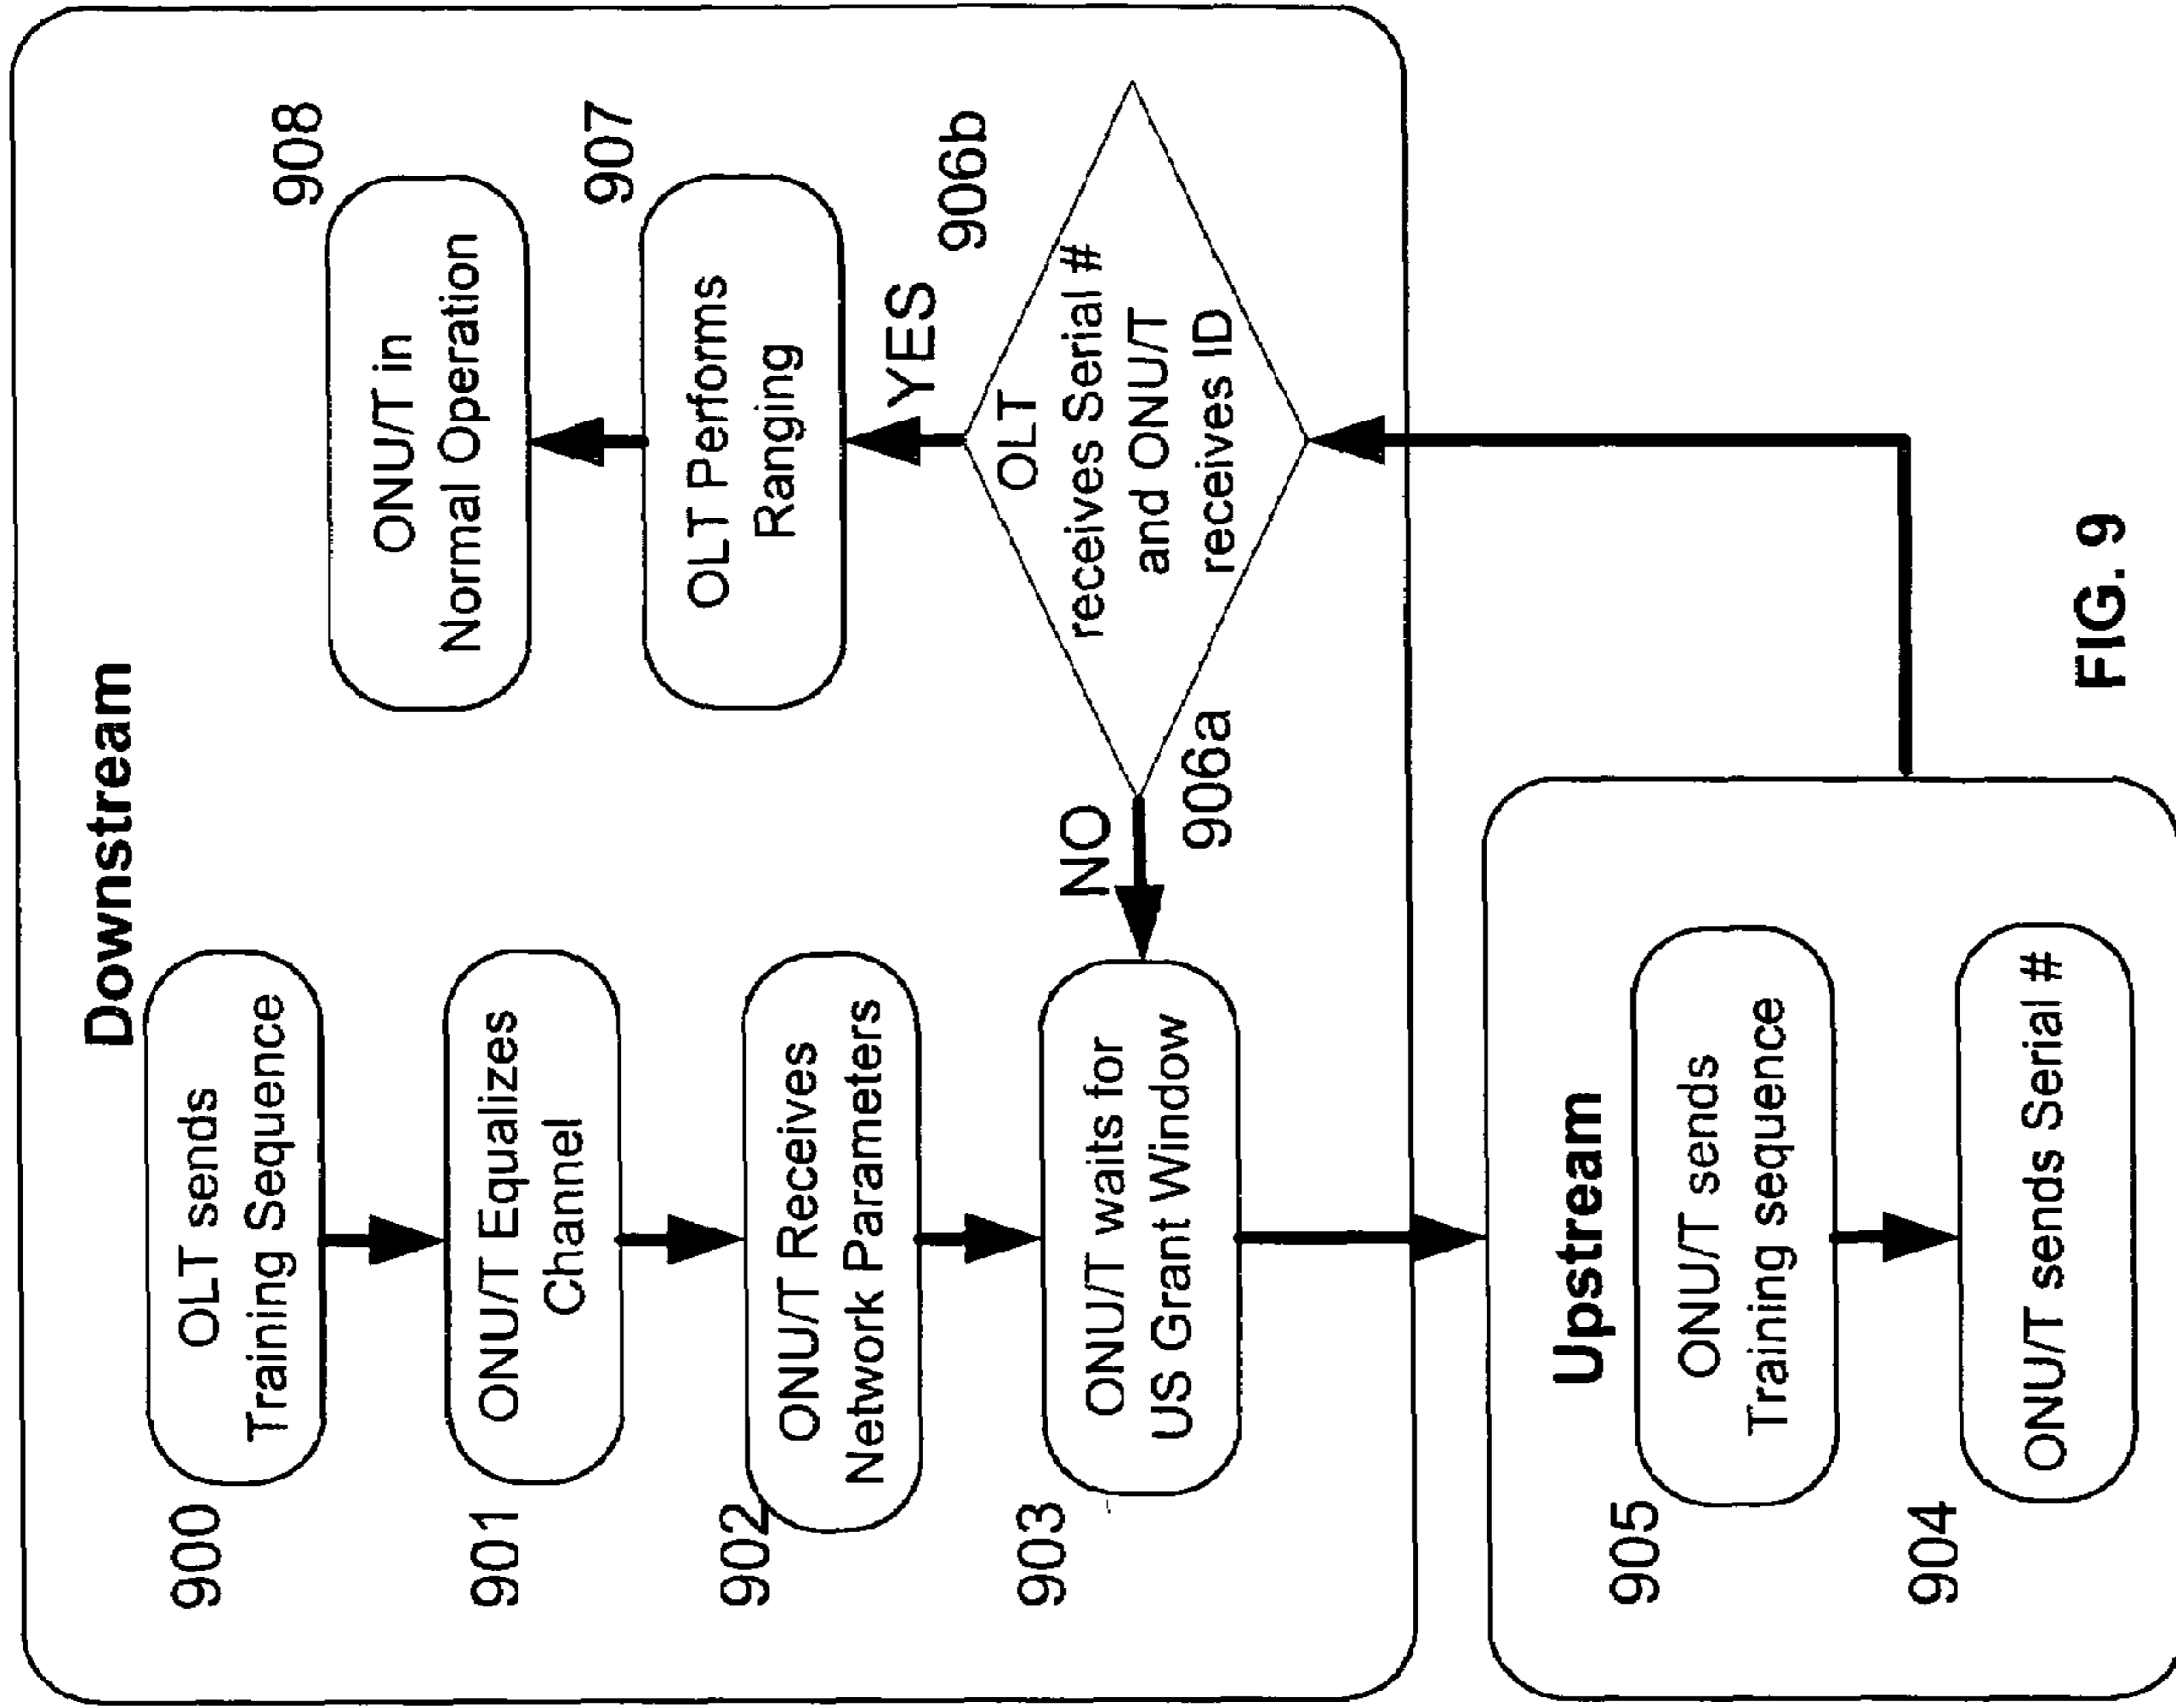 Downstream
900
OLT sends
Training Sequence
901
ONU/T Equalizes
Channel
902
ONU/T Receives
Network Parameters
903
ONU/T waits for
US Grant Window
908
ONU/T in
Normal Operation
907
OLT Performs
Ranging
YES
906b
OLT
receives Serial #
and ONU/T
receives ID
NO
906a
Upstream
905
ONU/T sends
Training sequence
904
ONU/T sends Serial #
FIG. 9